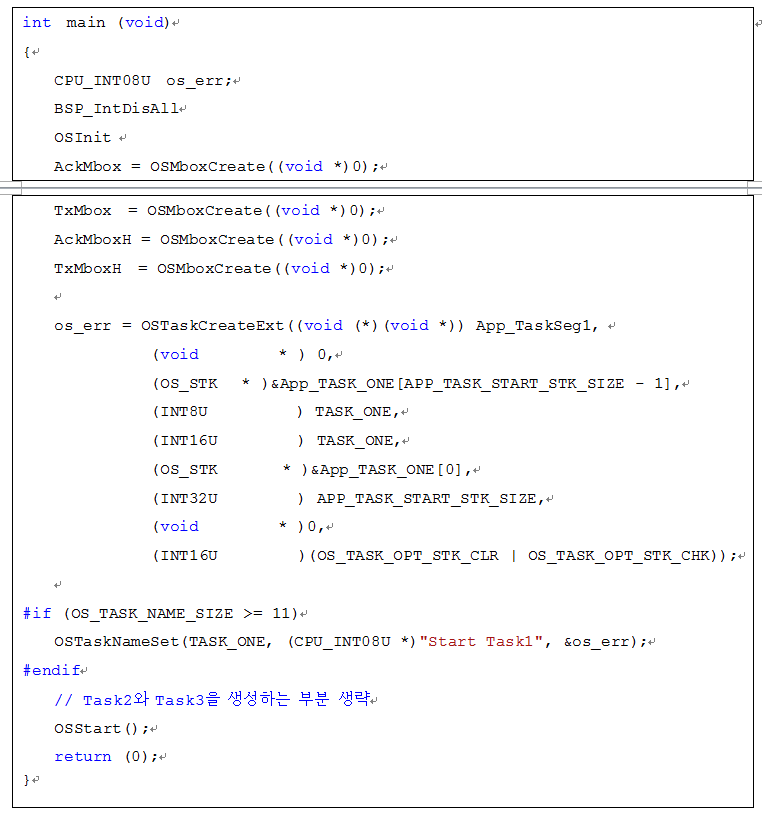 int main (void)
{
CPU_INT08U os_err;
BSP_IntDisAll
OSInit
AckMbox = OSMboxCreate((void *)0);
TxMbox = OSMboxCreate((void *)0);
AckMboxH = OSMboxCreate((void *)0);
TxMboxH = OSMboxCreate((void *)0);
os_err = OSTaskCreateExt((void (*)(void *)) App_TaskSeg1,
(void * ) 0,
(OS_STK * )&App_TASK_ONE[APP_TASK_START_STK_SIZE - 1],
(INT8U ) TASK_ONE,
(INT16U ) TASK_ONE,
(OS_STK * )&App_TASK_ONE[0],
(INT32U ) APP_TASK_START_STK_SIZE,
(void * )0,
(INT16U )(OS_TASK_OPT_STK_CLR | OS_TASK_OPT_STK_CHK));
#if (OS_TASK_NAME_SIZE >= 11)
OSTaskNameSet(TASK_ONE, (CPU_INT08U *)"Start Task1", &os_err);
#endif
// Task2와 Task3을 생성하는 부분 생략
OSStart();
return (0);
}